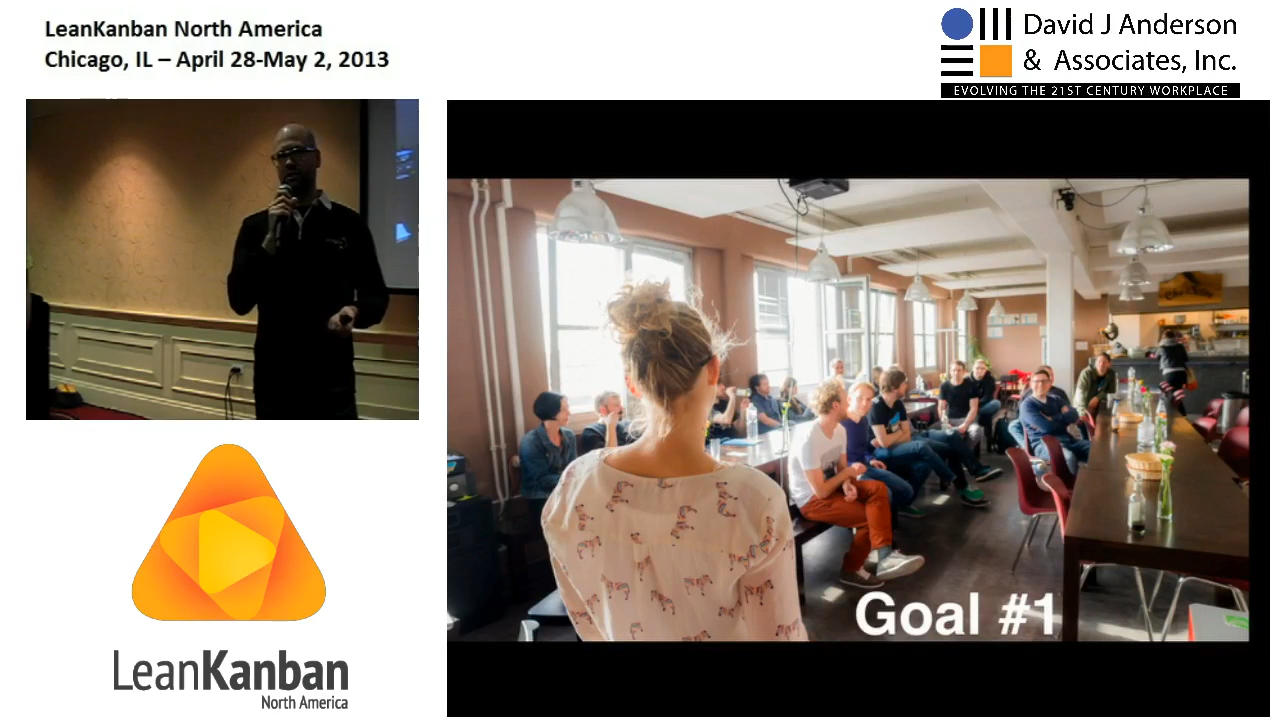 LeanKanban North America
Chicago, IL – April 28-May 2, 2013
David J Anderson
& Associates, Inc.
EVOLVING THE 21ST CENTURY WORKPLACE
Goal #1
LeanKanban
North America